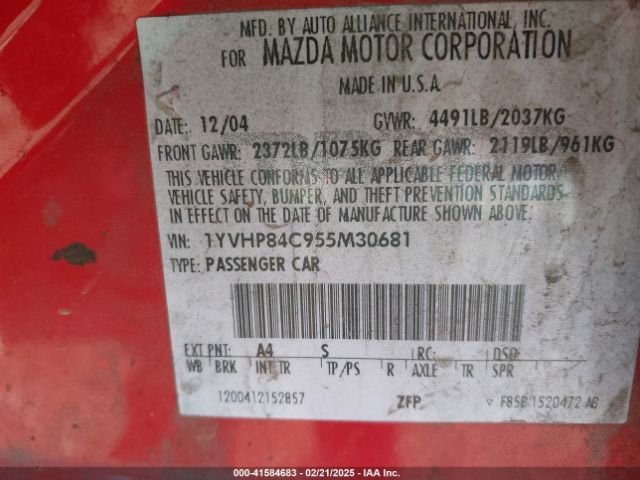 MFD. BY AUTO ALLIANCE INTERNATIONAL, INC.
FOR MAZDA MOTOR CORPORATION
MADE IN U.S.A.
DATE: 12/04 GVWR: 4491LB/2037KG
FRONT GAWR: 2372LB/1075KG REAR GAWR: 2119LB/961KG
THIS VEHICLE CONFORMS TO ALL APPLICABLE FEDERAL MOTOR
VEHICLE SAFETY, BUMPER, AND THEFT PREVENTION STANDARDS
IN EFFECT ON THE DATE OF MANUFACTURE SHOWN ABOVE.
VIN: 1YVHP84C955M30681
TYPE: PASSENGER CAR
EXT PNT: A4 S RC: DSO:
WB BRK INT TR TP/PS R AXLE TR SPR
1200412152857 ZFP F85B 1520472 AB
000-41584683 / 02/21/2025 / IAA Inc.